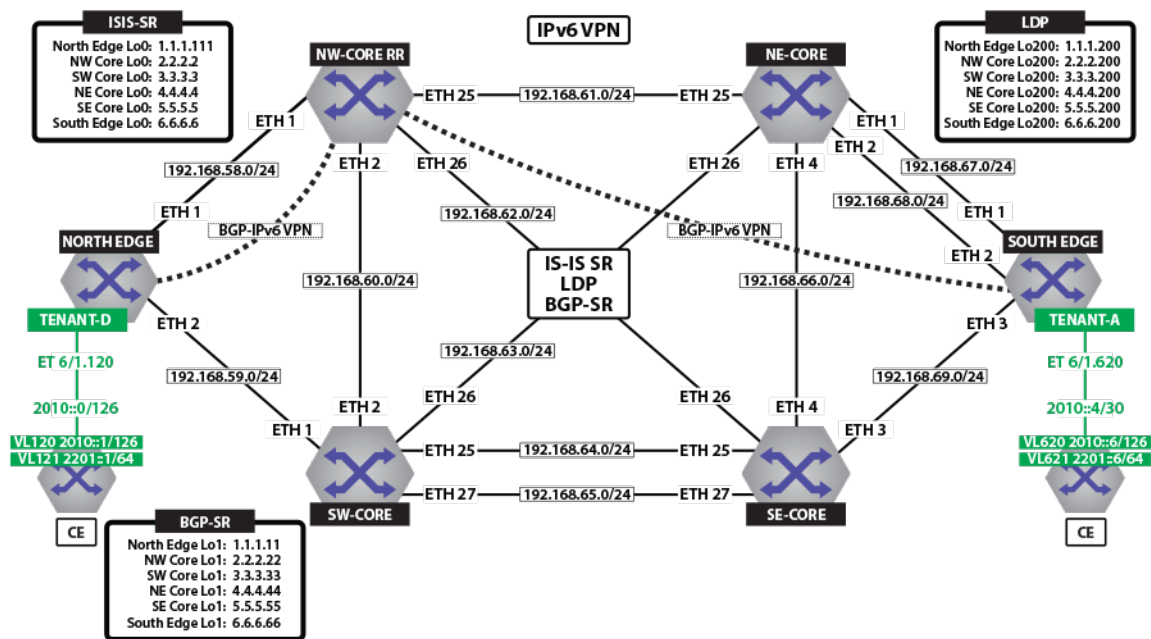 ISIS-SR
North Edge Lo0: 1.1.1.111
NW Core Lo0: 2.2.2.2
SW Core Lo0: 3.3.3.3
NE Core Lo0: 4.4.4.4
SE Core Lo0: 5.5.5.5
South Edge Lo0: 6.6.6.6
IPv6 VPN
LDP
North Edge Lo200: 1.1.1.200
NW Core Lo200: 2.2.2.200
SW Core Lo200: 3.3.3.200
NE Core Lo200: 4.4.4.200
SE Core Lo200: 5.5.5.200
South Edge Lo200: 6.6.6.200
NW-CORE RR
NE-CORE
ETH 25
192.168.61.0/24
ETH 25
ETH 1
ETH 1
ETH 2
ETH 2
ETH 26
ETH 26
ETH 4
192.168.58.0/24
192.168.67.0/24
192.168.68.0/24
ETH 1
192.168.62.0/24
ETH 1
BGP-IPv6 VPN
BGP-IPv6 VPN
NORTH EDGE
ETH 2
SOUTH EDGE
IS-IS SR
LDP
BGP-SR
192.168.60.0/24
192.168.66.0/24
TENANT-D
ETH 2
ETH 3
TENANT-A
ET 6/1.120
192.168.63.0/24
ET 6/1.620
192.168.59.0/24
192.168.69.0/24
2010::0/126
2010::4/30
ETH 2
ETH 26
ETH 26
ETH 4
ETH 1
ETH 3
VL120 2010::1/126
VL121 2201::1/64
VL620 2010::6/126
VL621 2201::6/64
ETH 25
192.168.64.0/24
ETH 25
ETH 27
192.168.65.0/24
ETH 27
SW-CORE
SE-CORE
CE
CE
BGP-SR
North Edge Lo1: 1.1.1.11
NW Core Lo1: 2.2.2.22
SW Core Lo1: 3.3.3.33
NE Core Lo1: 4.4.4.44
SE Core Lo1: 5.5.5.55
South Edge Lo1: 6.6.6.66